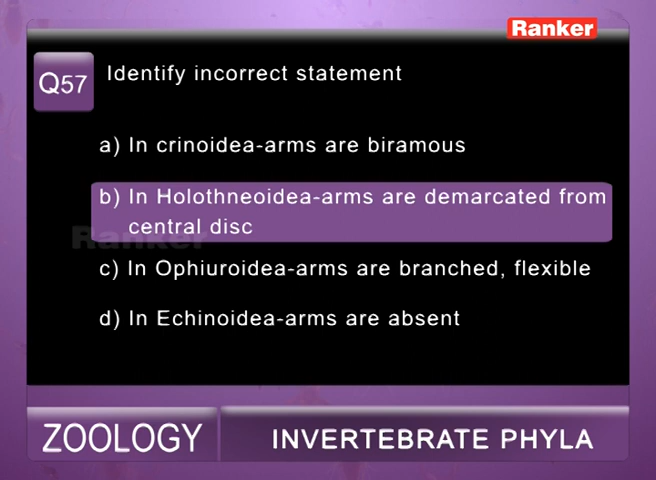 Ranker
Q57 Identify incorrect statement
a) In crinoidea-arms are biramous
b) In Holothneoidea-arms are demarcated from
central disc
Ranker
c) In Ophiuroidea-arms are branched, flexible
d) In Echinoidea-arms are absent
ZOOLOGY INVERTEBRATE PHYLA